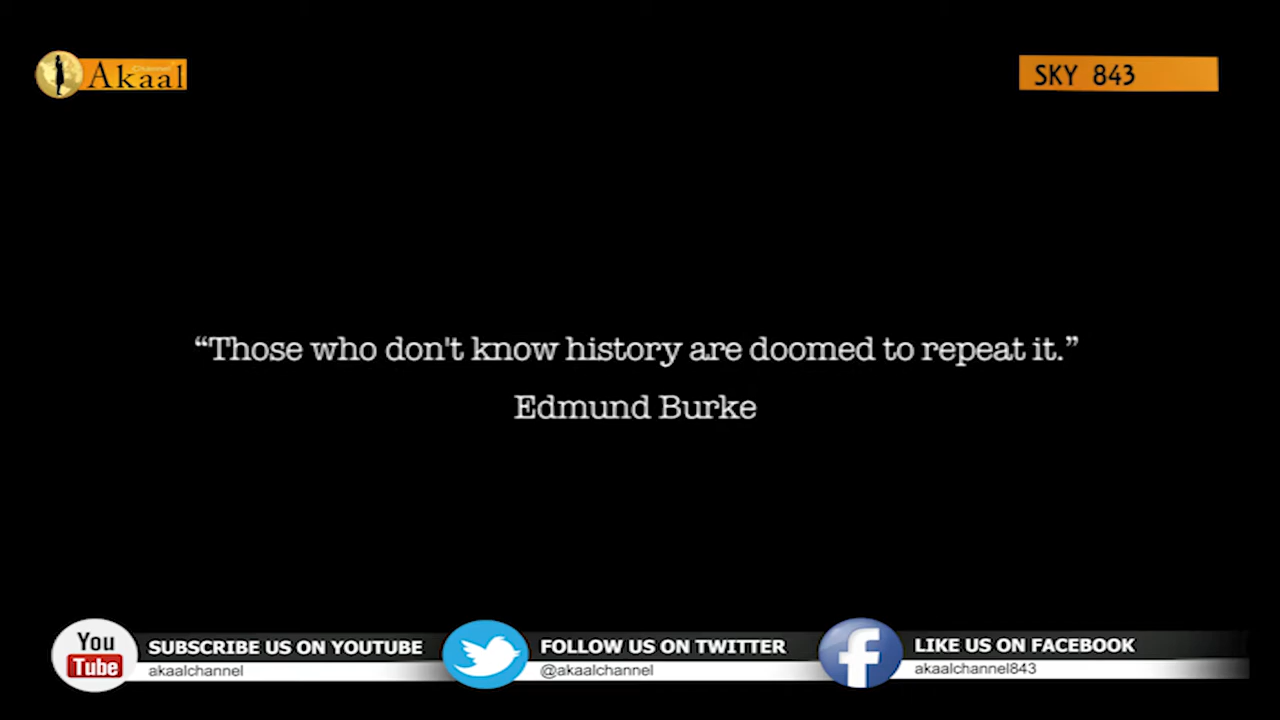 Akaal
Channel
SKY 843
“Those who don't know history are doomed to repeat it.”
Edmund Burke
You
Tube
SUBSCRIBE US ON YOUTUBE
akaalchannel
FOLLOW US ON TWITTER
@akaalchannel
f
LIKE US ON FACEBOOK
akaalchannel843